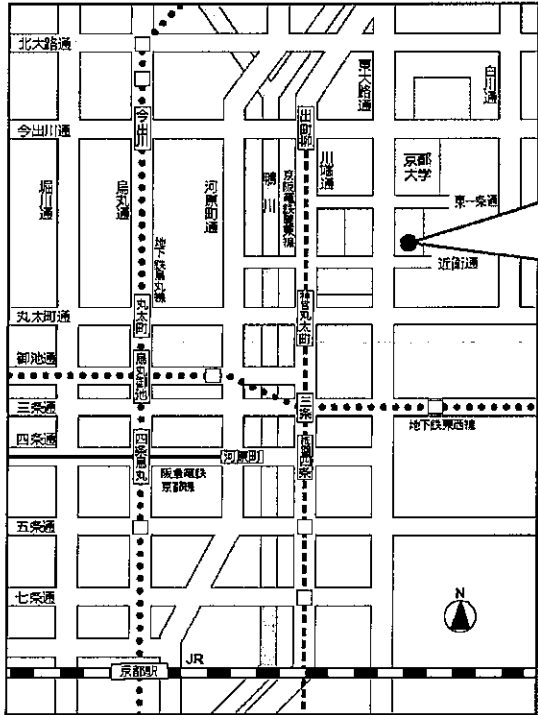 北大路通
東大路通
白川通
今出川
出町柳
今出川通
堀川通
烏丸通
河原町通
鴨川
京阪電鉄鴨東線
川端通
京都
大学
東一条通
近衛通
地下鉄烏丸線
丸太町
神宮丸太町
丸太町通
御池通
烏丸御池
三条通
三条
地下鉄東西線
四条通
四条烏丸
河原町
阪急電鉄
京都線
五条通
七条通
N
JR
京都駅